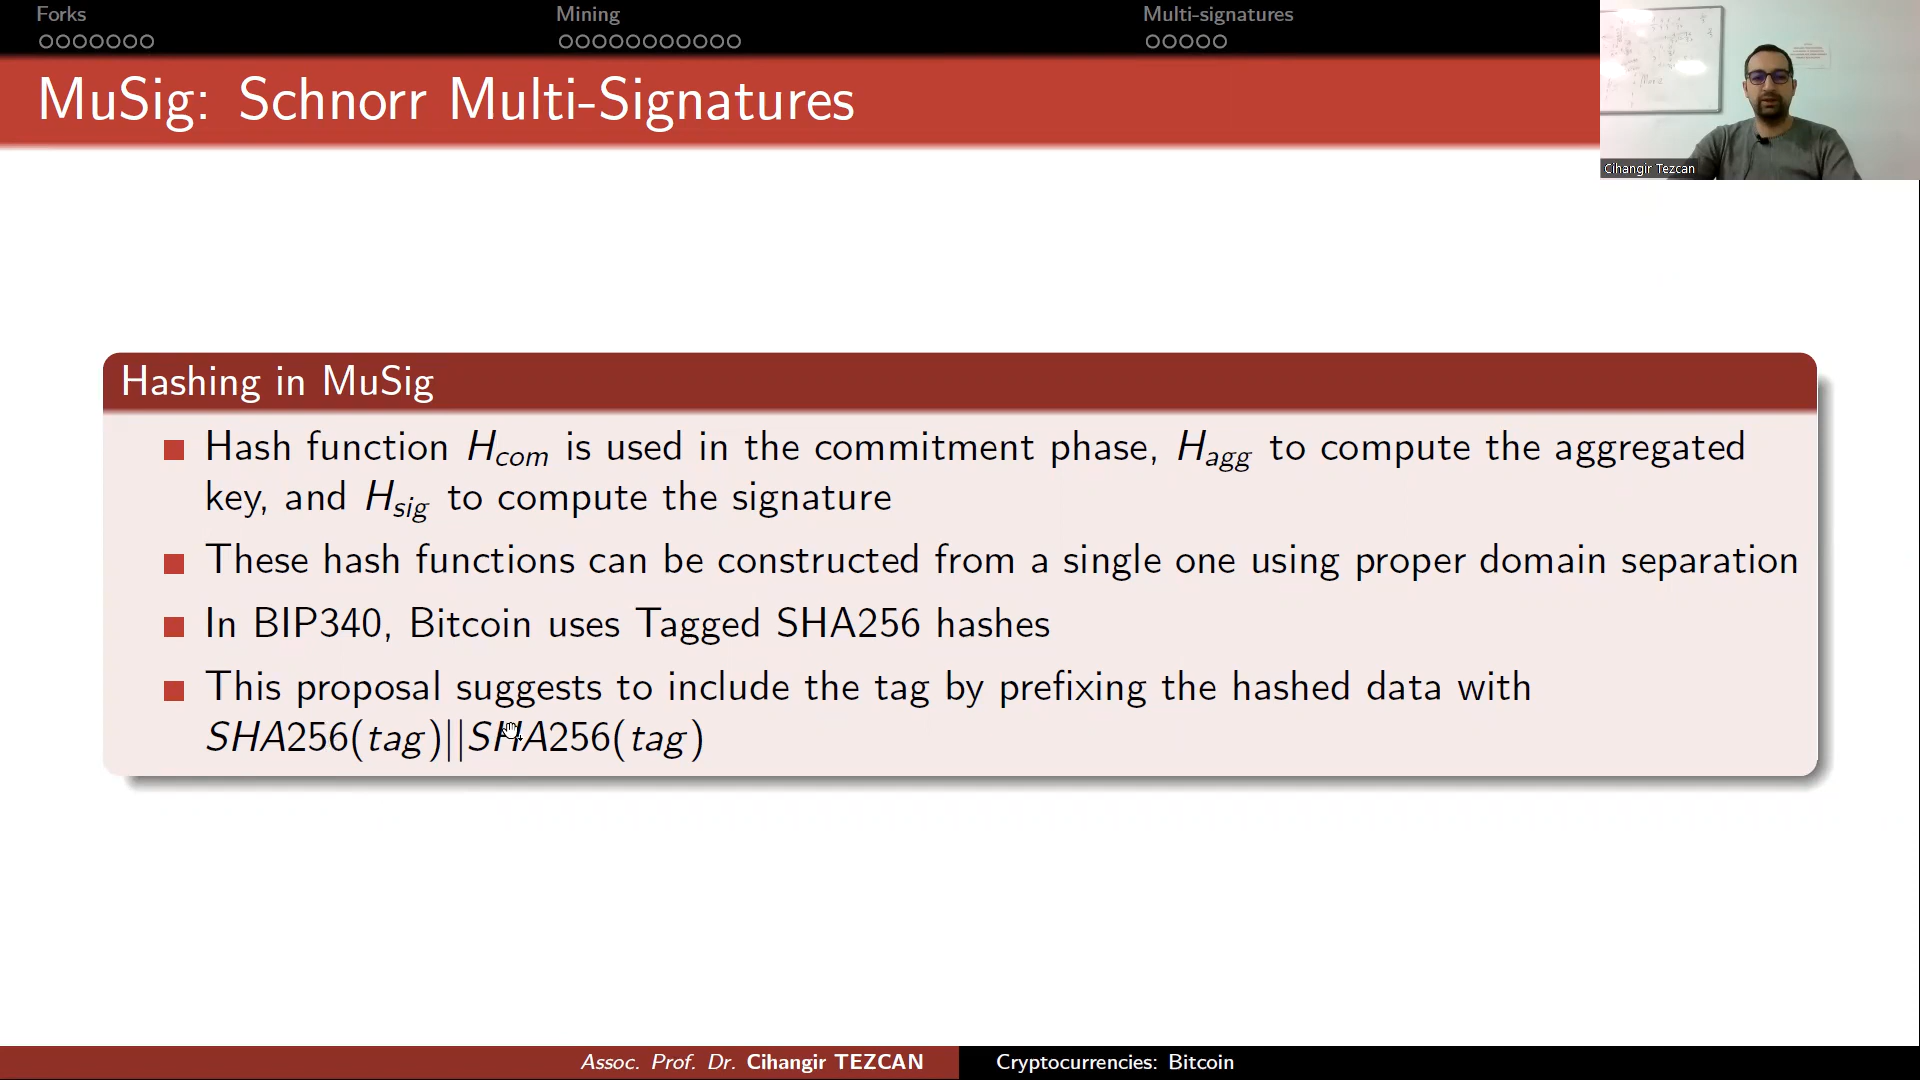 Forks
Mining
Multi-signatures
MuSig: Schnorr Multi-Signatures
Cihangir Tezcan
Hashing in MuSig
Hash function H_com is used in the commitment phase, H_agg to compute the aggregated
key, and H_sig to compute the signature
These hash functions can be constructed from a single one using proper domain separation
In BIP340, Bitcoin uses Tagged SHA256 hashes
This proposal suggests to include the tag by prefixing the hashed data with
SHA256(tag)||SHA256(tag)
Assoc. Prof. Dr. Cihangir TEZCAN
Cryptocurrencies: Bitcoin